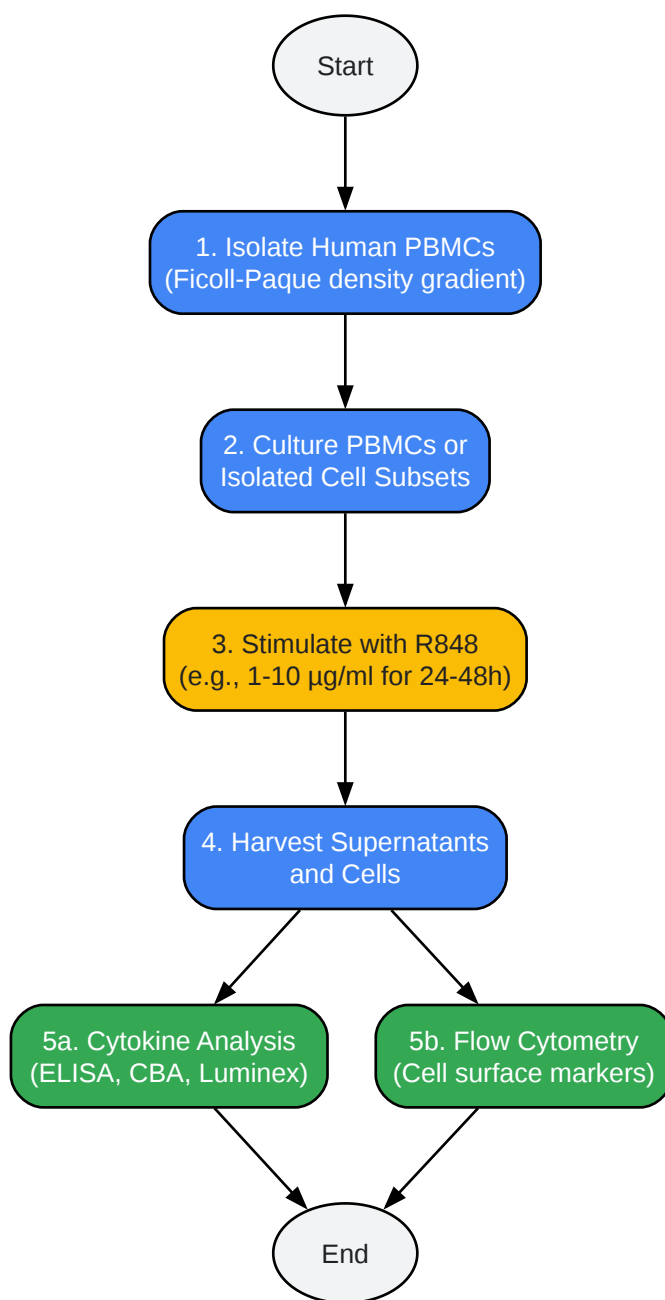 Start
1. Isolate Human PBMCs
(Ficoll-Paque density gradient)
2. Culture PBMCs or
Isolated Cell Subsets
3. Stimulate with R848
(e.g., 1-10 µg/ml for 24-48h)
4. Harvest Supernatants
and Cells
5a. Cytokine Analysis
(ELISA, CBA, Luminex)
5b. Flow Cytometry
(Cell surface markers)
End